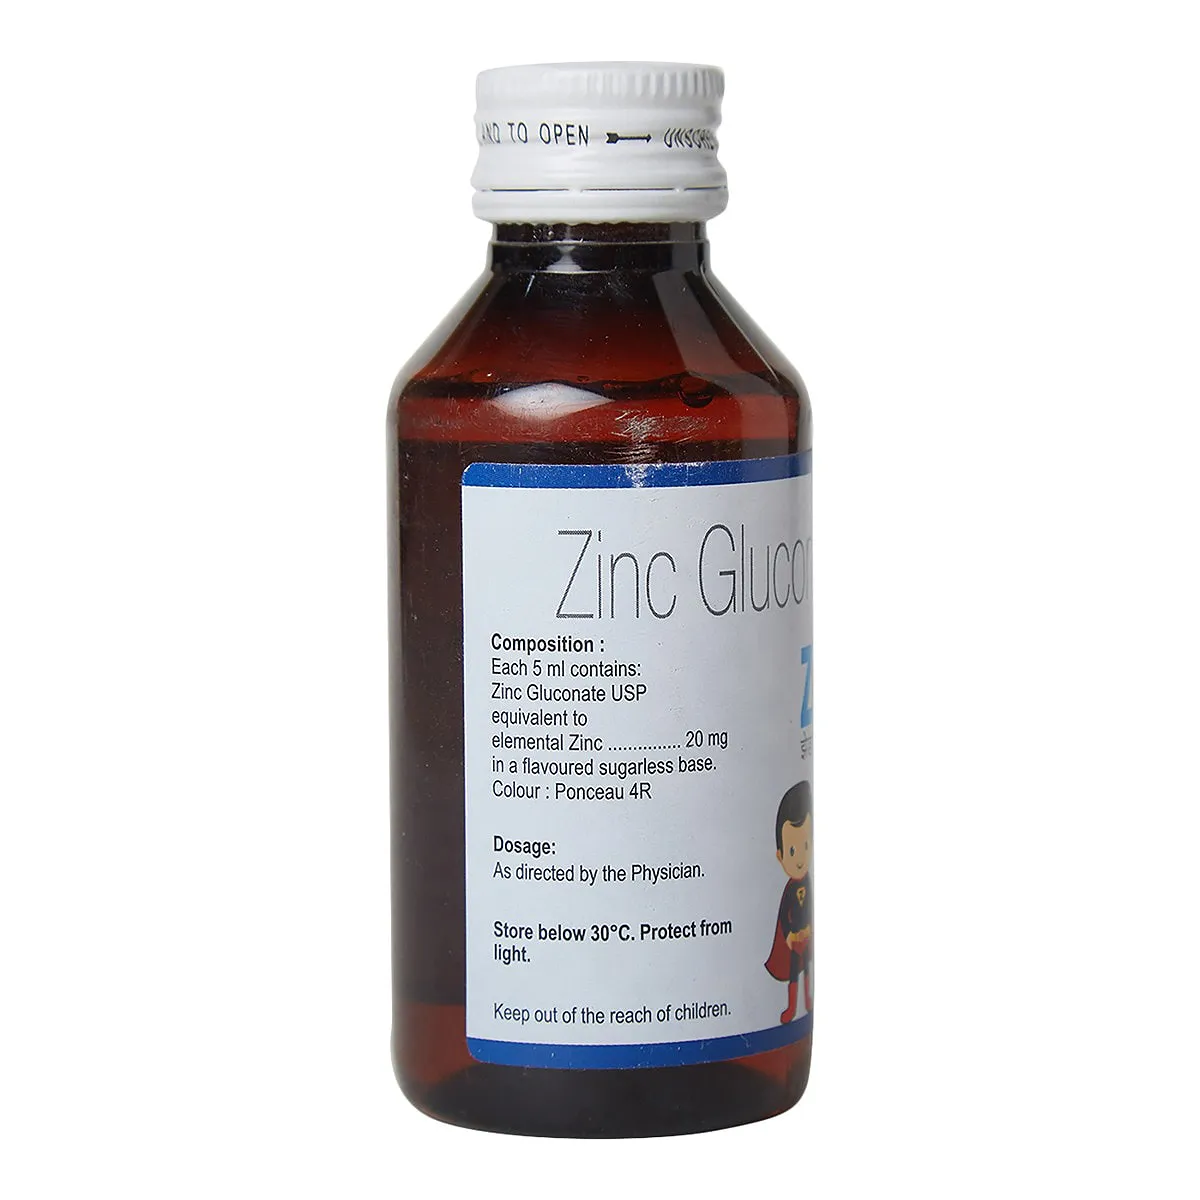 AND TO OPEN
Zinc
Composition :
Each 5 ml contains:
Zinc Gluconate USP
equivalent to
elemental Zinc ............... 20 mg
in a flavoured sugarless base.
Colour : Ponceau 4R
Dosage:
As directed by the Physician.
Store below 30°C. Protect from
light.
Keep out of the reach of children.